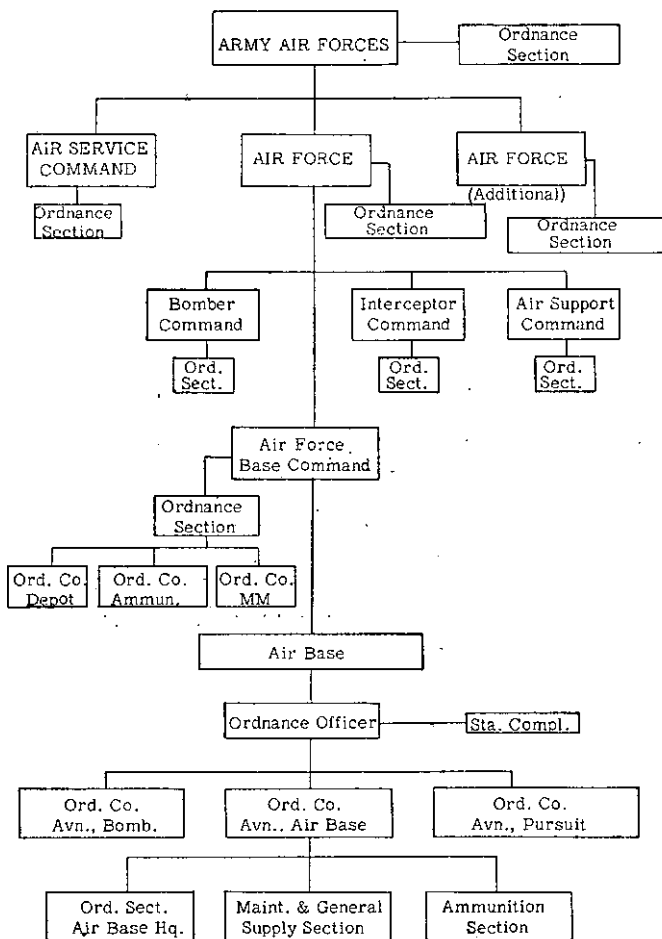 ARMY AIR FORCES
Ordnance
Section
AiR SERVICE
COMMAND
AIR FORCE
AIR FORCE
(Additional)
Ordnance
Section
Ordnance
Section
Ordnance
Section
Bomber
Command
Interceptor
Command
Air Support
Command
Ord.
Sect.
Ord.
Sect.
Ord.
Sect.
Air Force
Base Command
Ordnance
Section
Ord. Co.
Depot
Ord. Co.
Ammun.
Ord. Co.
MM
Air Base
Ordnance Officer
Sta. Compl.
Ord. Co.
Avn., Bomb.
Ord. Co.
Avn., Air Base
Ord. Co.
Avn., Pursuit
Ord. Sect.
Air Base Hq.
Maint. & General
Supply Section
Ammunition
Section